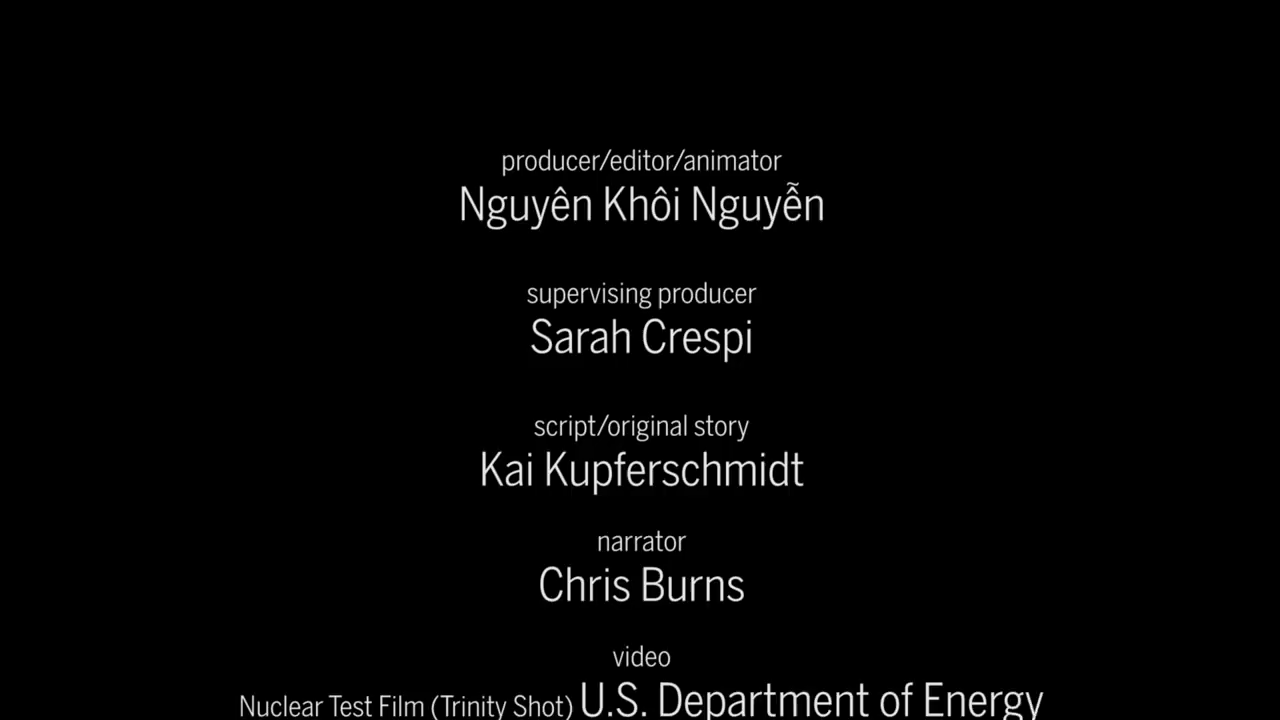 producer/editor/animator
Nguyên Khôi Nguyễn
supervising producer
Sarah Crespi
script/original story
Kai Kupferschmidt
narrator
Chris Burns
video
Nuclear Test Film (Trinity Shot) U.S. Department of Energy